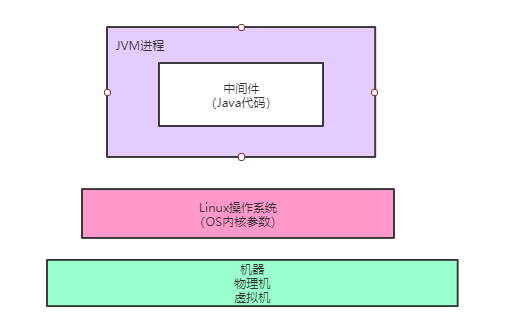 JVM进程
中间件
（Java代码）
Linux操作系统
（OS内核参数）
机器
物理机
虚拟机